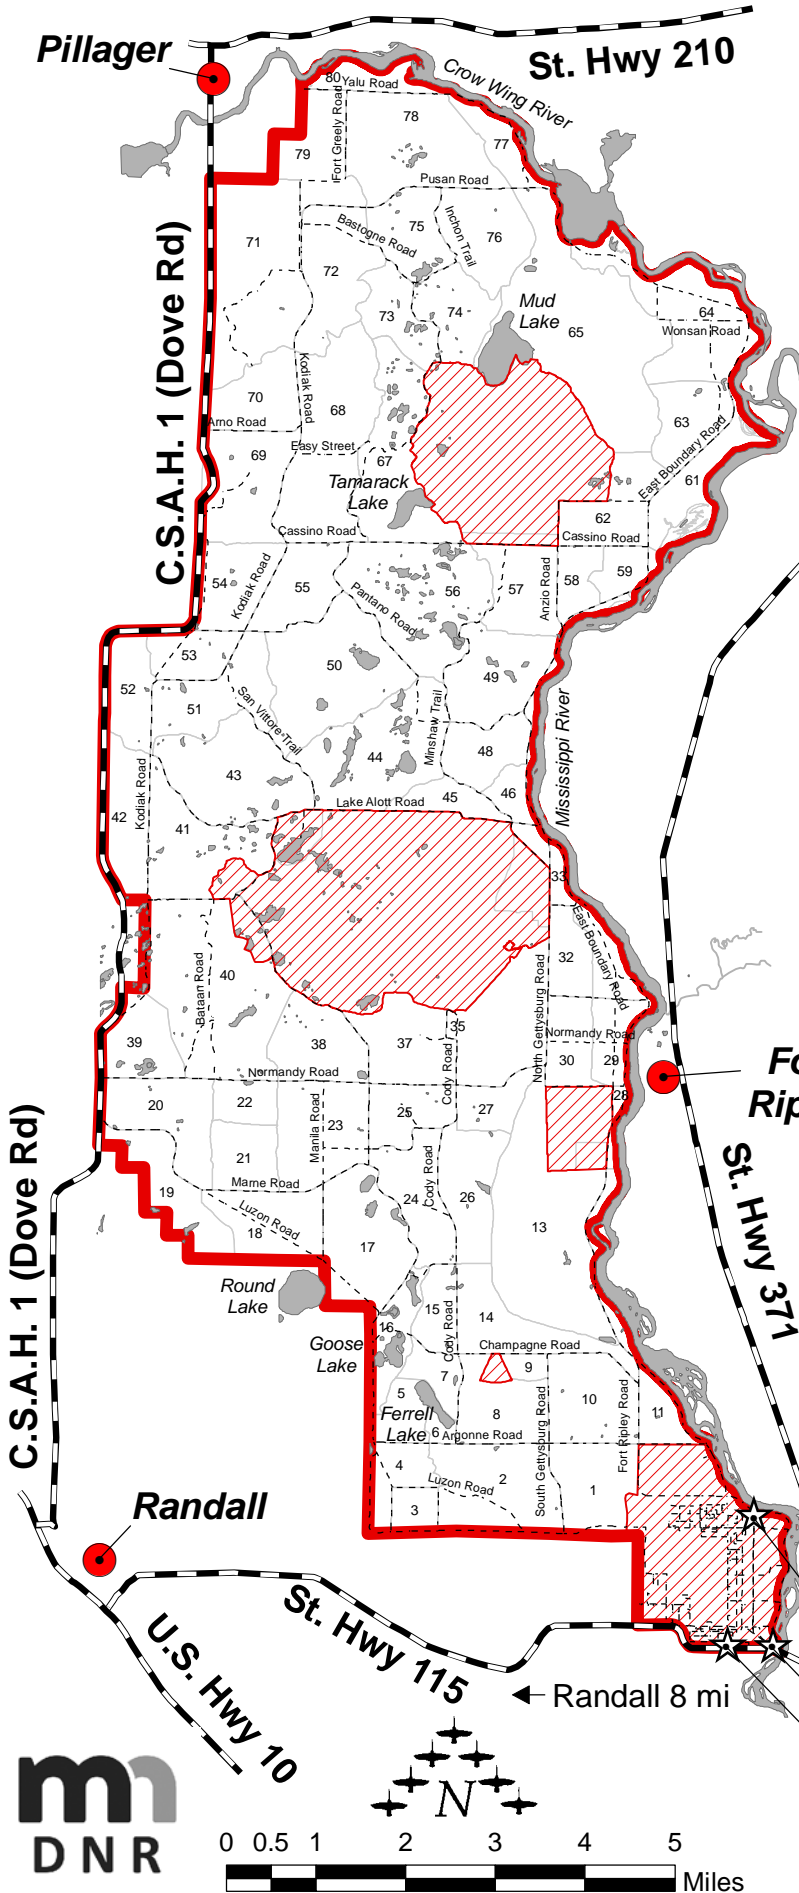 Pillager
St. Hwy 210
Crow Wing River
80
Yalu Road
78
77
79
Fort Greely Road
Pusan Road
71
72
Bastogne Road
75
Inchon Trail
76
73
74
Mud
Lake
65
64
Wonsan Road
C.S.A.H. 1 (Dove Rd)
Kodiak Road
70
68
Arno Road
Easy Street
69
67
Tamarack
Lake
63
East Boundary Road
61
62
Cassino Road
Cassino Road
54
Kodiak Road
55
Pantano Road
56
57
Anzio Road
58
59
53
52
50
49
51
San Vittore Trail
Minshaw Trail
Mississippi River
48
44
43
Kodiak Road
42
41
Lake Alott Road
45
46
33
East Boundary Road
32
Bataan Road
40
North Gettysburg Road
35
Normandy Road
39
38
37
Cody Road
30
29
Normandy Road
28
Fo
Rip
20
22
Manila Road
23
25
27
21
Cody Road
Marne Road
19
24
26
Luzon Road
18
17
13
St. Hwy 371
C.S.A.H. 1 (Dove Rd)
Round
Lake
15
Cody Road
14
16
Goose
Lake
Champagne Road
7
9
5
8
South Gettysburg Road
10
Fort Ripley Road
11
Ferrell
Lake
6
Argonne Road
4
Luzon Road
2
1
3
Randall
St. Hwy 115
U.S. Hwy 10
Randall 8 mi
N
DNR
0 0.5 1 2 3 4 5
Miles